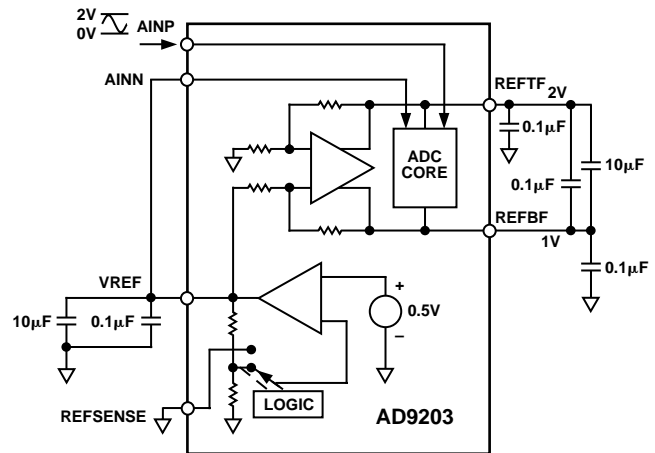 2V
0V
AINP
AINN
REFTF
2V
0.1μF
ADC
CORE
10μF
0.1μF
REFBF
1V
0.1μF
VREF
+
0.5V
–
10μF
0.1μF
LOGIC
REFSENSE
AD9203